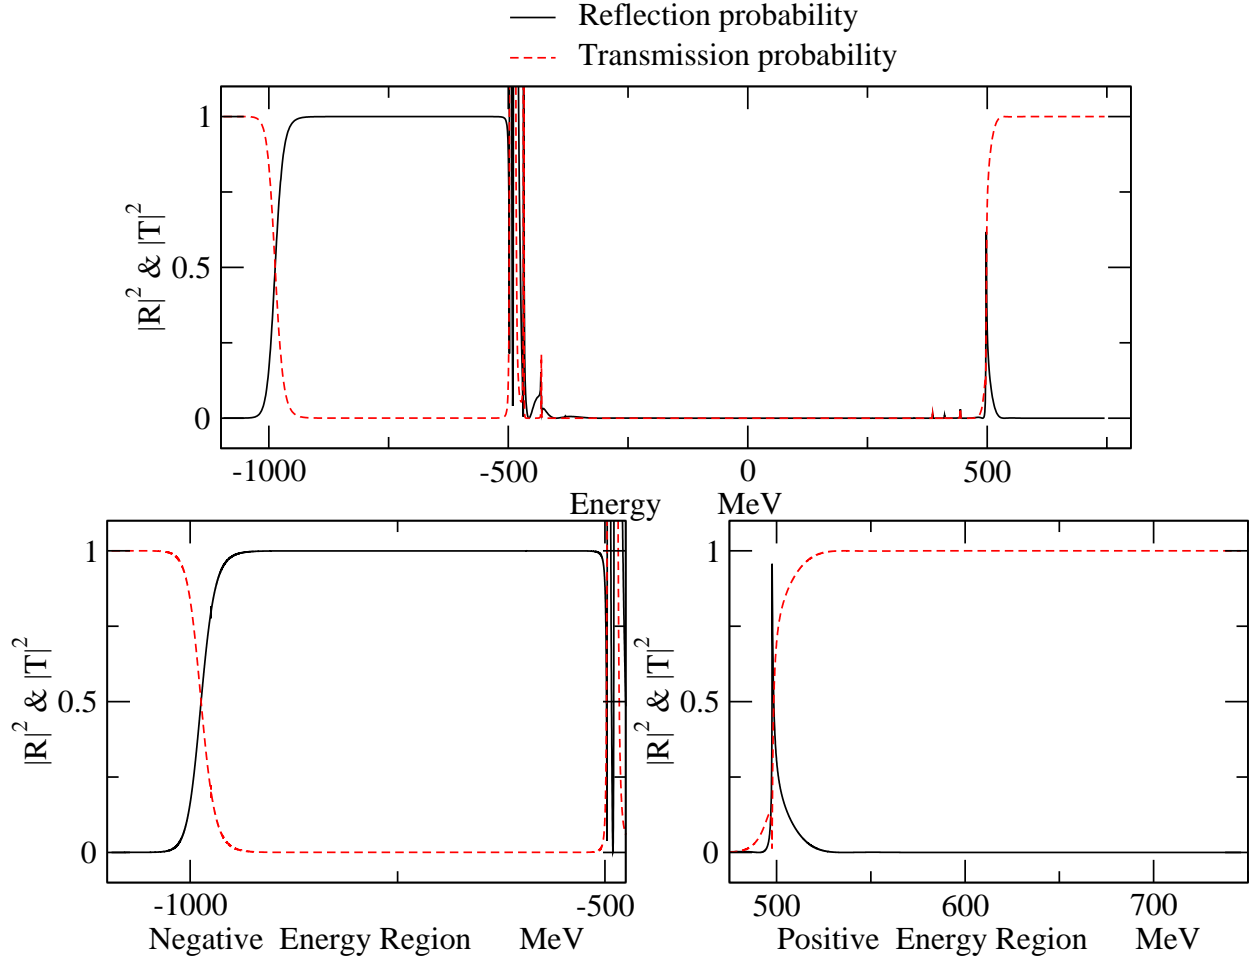 Reflection probability
Transmission probability
|R|² & |T|²
1
0.5
0
-1000
-500
0
500
Energy MeV
|R|² & |T|²
1
0.5
0
-1000
-500
Negative Energy Region MeV
|R|² & |T|²
1
0.5
0
500
600
700
Positive Energy Region MeV